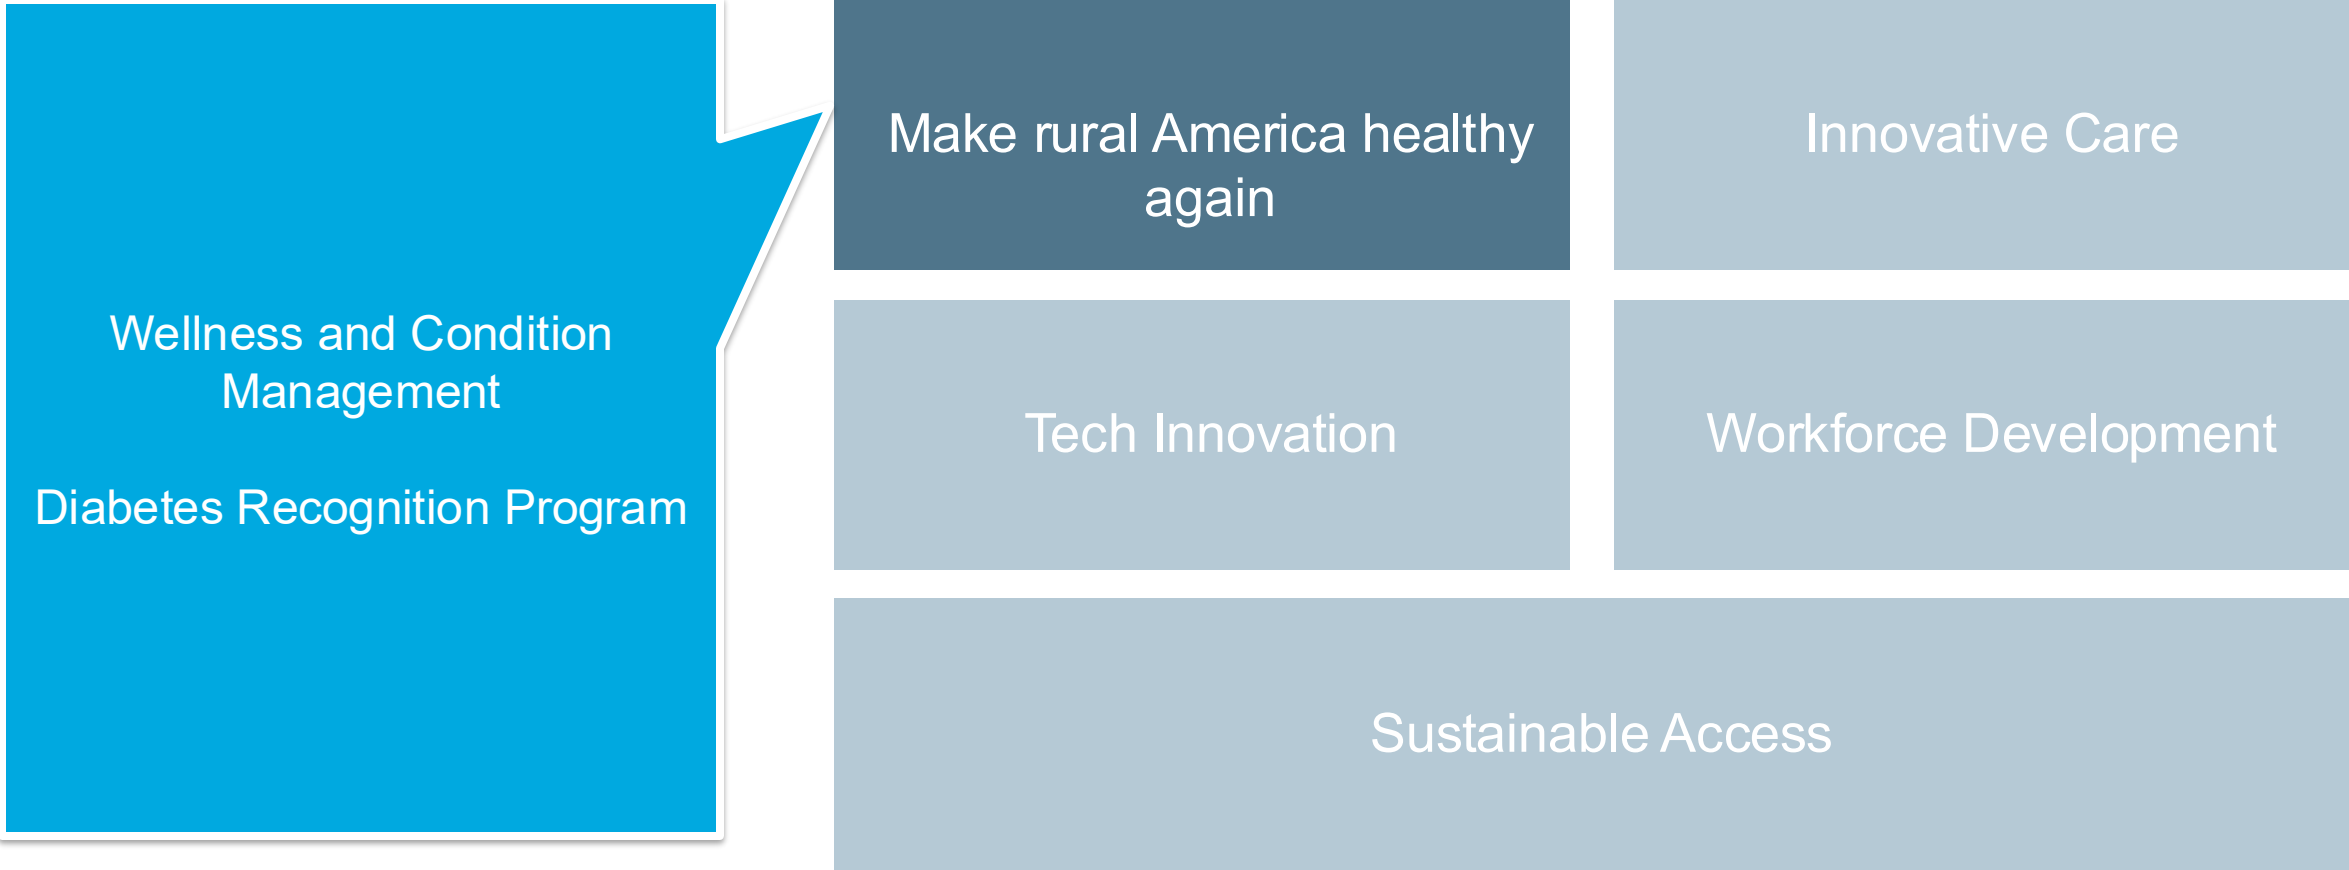 Wellness and Condition
Management
Diabetes Recognition Program
Make rural America healthy
again
Innovative Care
Tech Innovation
Workforce Development
Sustainable Access